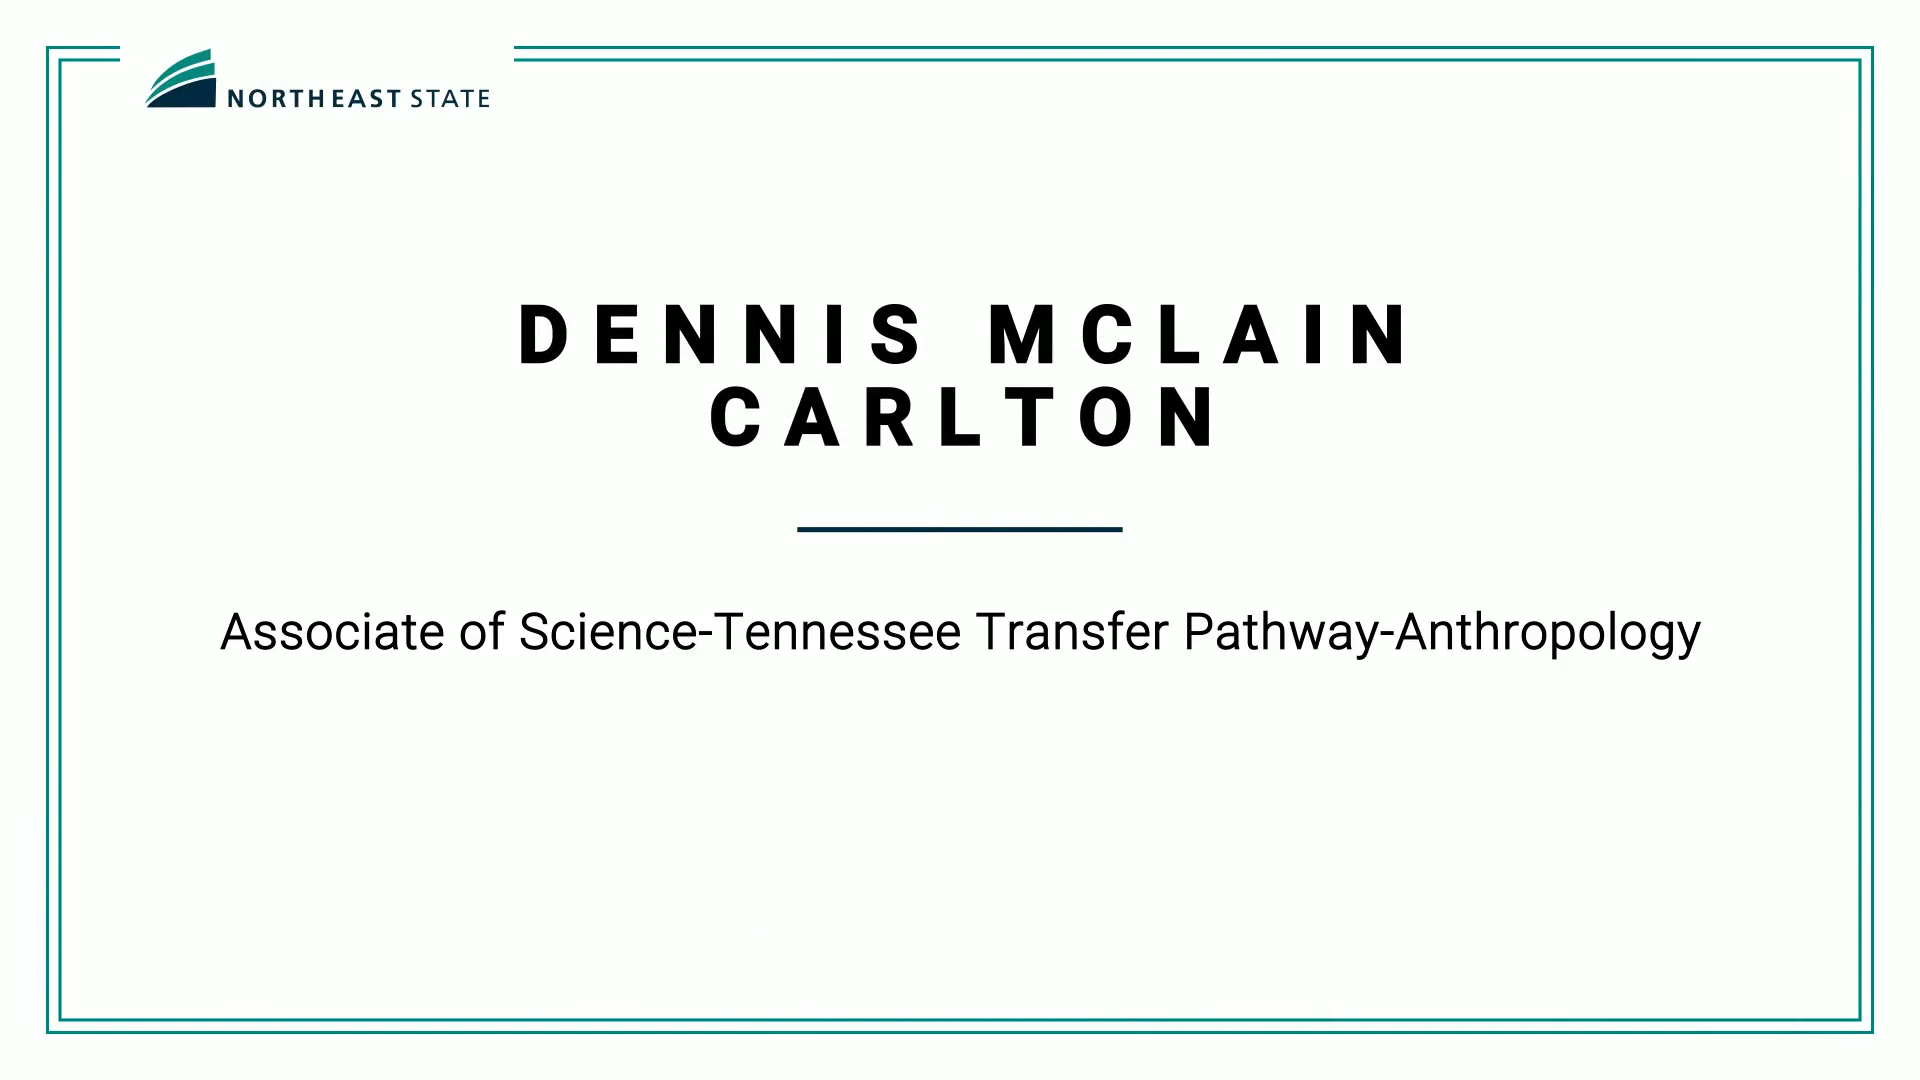 NORTHEAST STATE
DENNIS MCLAIN
CARLTON
Associate of Science-Tennessee Transfer Pathway-Anthropology